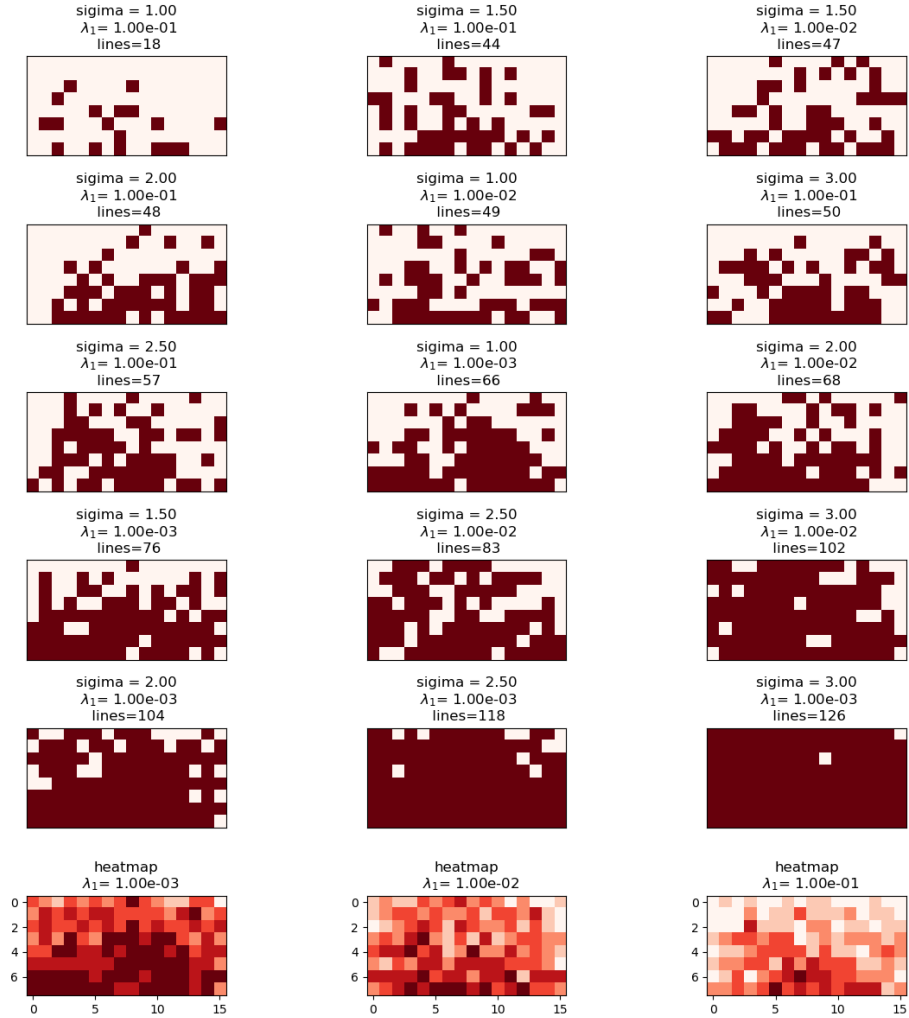 sigima = 1.00
λ₁= 1.00e-01
lines=18
sigima = 1.50
λ₁= 1.00e-01
lines=44
sigima = 1.50
λ₁= 1.00e-02
lines=47
sigima = 2.00
λ₁= 1.00e-01
lines=48
sigima = 1.00
λ₁= 1.00e-02
lines=49
sigima = 3.00
λ₁= 1.00e-01
lines=50
sigima = 2.50
λ₁= 1.00e-01
lines=57
sigima = 1.00
λ₁= 1.00e-03
lines=66
sigima = 2.00
λ₁= 1.00e-02
lines=68
sigima = 1.50
λ₁= 1.00e-03
lines=76
sigima = 2.50
λ₁= 1.00e-02
lines=83
sigima = 3.00
λ₁= 1.00e-02
lines=102
sigima = 2.00
λ₁= 1.00e-03
lines=104
sigima = 2.50
λ₁= 1.00e-03
lines=118
sigima = 3.00
λ₁= 1.00e-03
lines=126
heatmap
λ₁= 1.00e-03
0
2
4
6
0 5 10 15
heatmap
λ₁= 1.00e-02
0
2
4
6
0 5 10 15
heatmap
λ₁= 1.00e-01
0
2
4
6
0 5 10 15